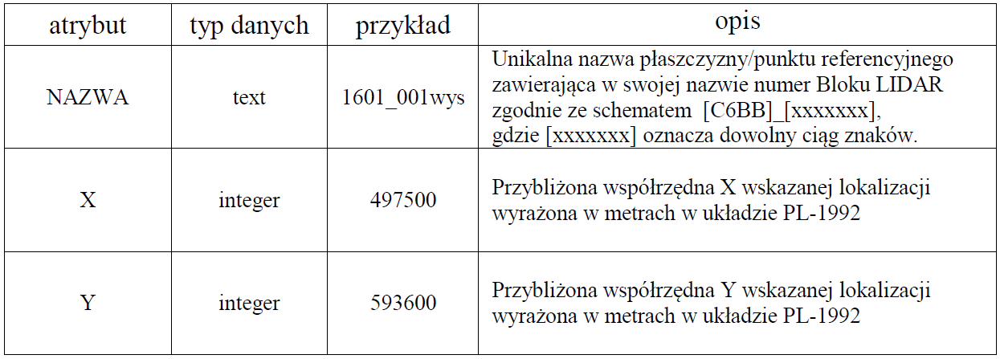 atrybut typ danych przykład opis
NAZWA text 1601_001wys Unikalna nazwa płaszczyzny/punktu referencyjnego
zawierająca w swojej nazwie numer Bloku LIDAR
zgodnie ze schematem [C6BB]_[xxxxxxx],
gdzie [xxxxxxx] oznacza dowolny ciąg znaków.
X integer 497500 Przybliżona współrzędna X wskazanej lokalizacji
wyrażona w metrach w układzie PL-1992
Y integer 593600 Przybliżona współrzędna Y wskazanej lokalizacji
wyrażona w metrach w układzie PL-1992